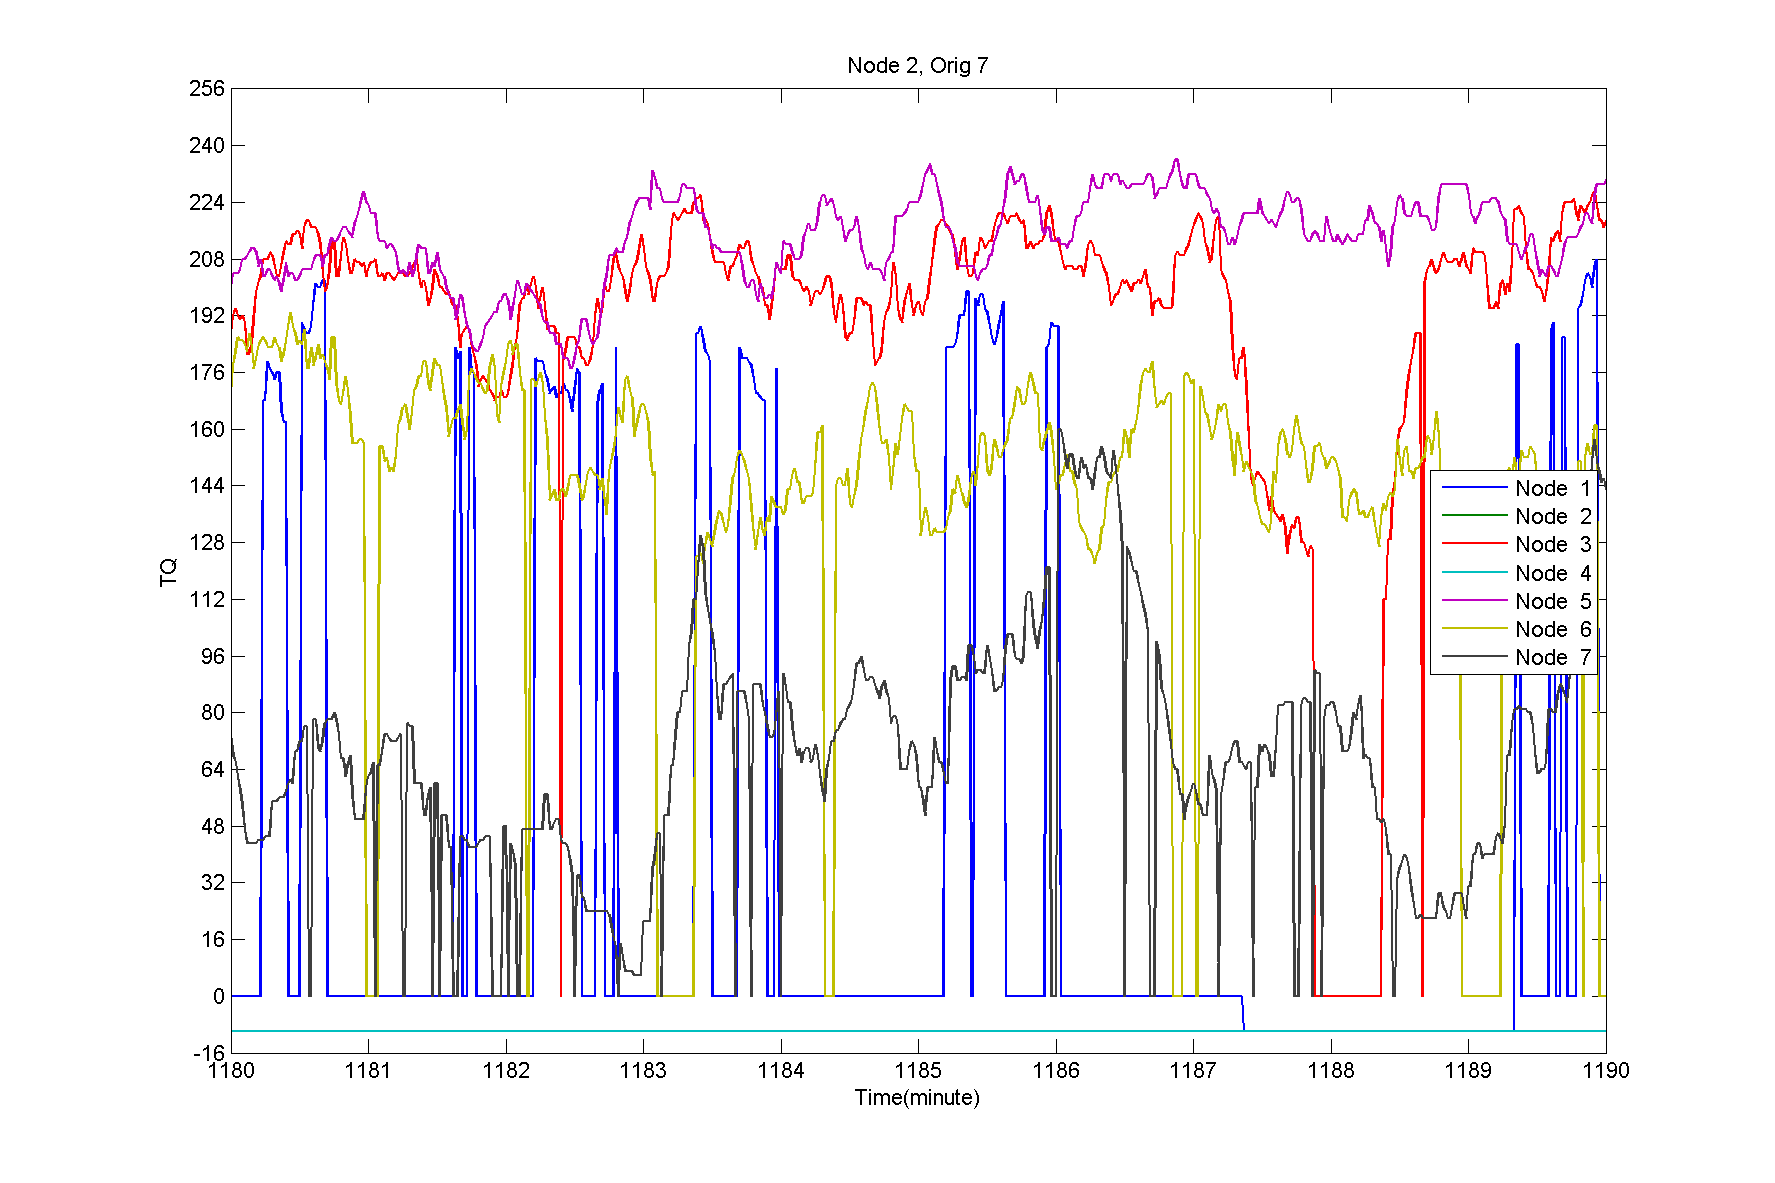 Node 2, Orig 7
256
240
224
208
192
176
160
144
128
112
96
80
64
48
32
16
0
-16
TQ
Node 1
Node 2
Node 3
Node 4
Node 5
Node 6
Node 7
1180 1181 1182 1183 1184 1185 1186 1187 1188 1189 1190
Time(minute)